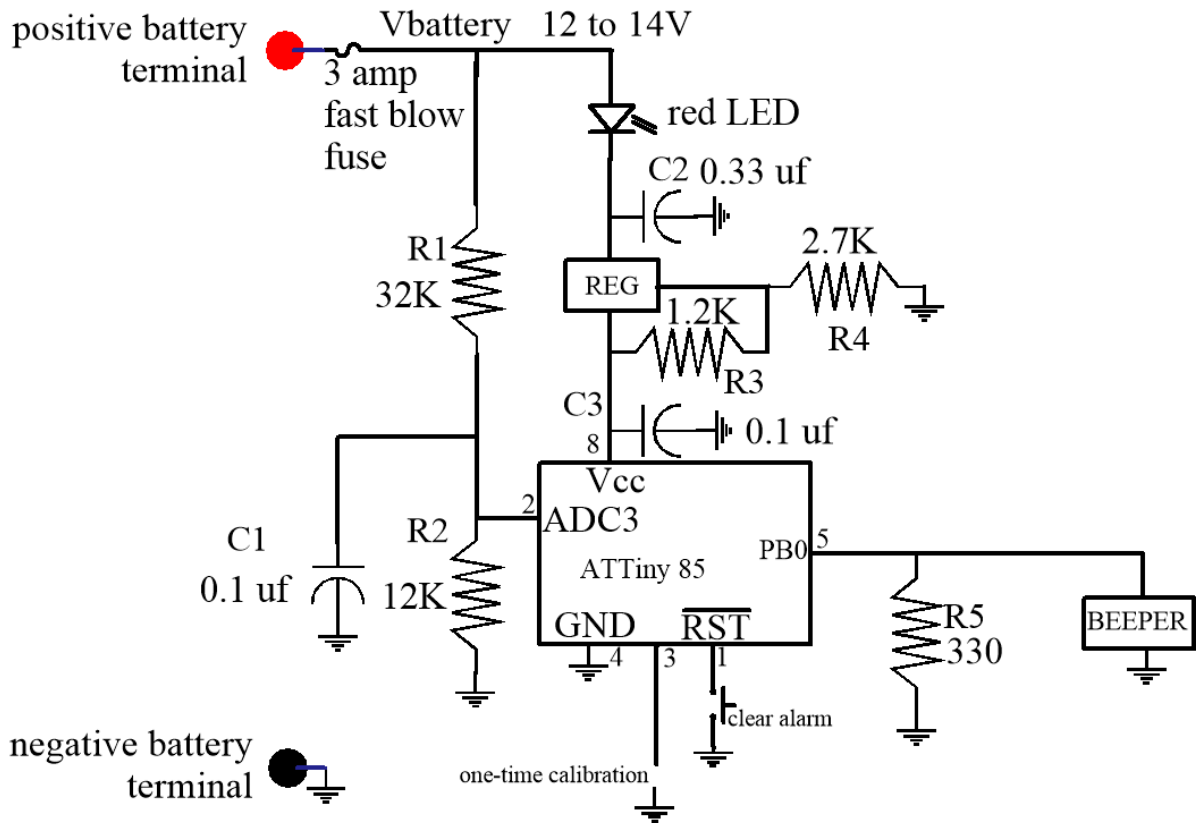 positive battery
terminal
Vbattery 12 to 14V
3 amp
fast blow
fuse
red LED
C2 0.33 uf
R1
32K
REG
2.7K
R4
1.2K
R3
C3
0.1 uf
8
Vcc
2
ADC3
ATTiny 85
PB0
5
GND
RST
4
3
1
C1
0.1 uf
R2
12K
R5
330
BEEPER
clear alarm
one-time calibration
negative battery
terminal